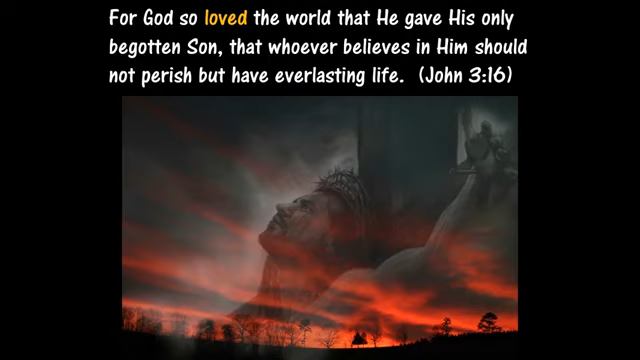 For God so loved the world that He gave His only
begotten Son, that whoever believes in Him should
not perish but have everlasting life. (John 3:16)